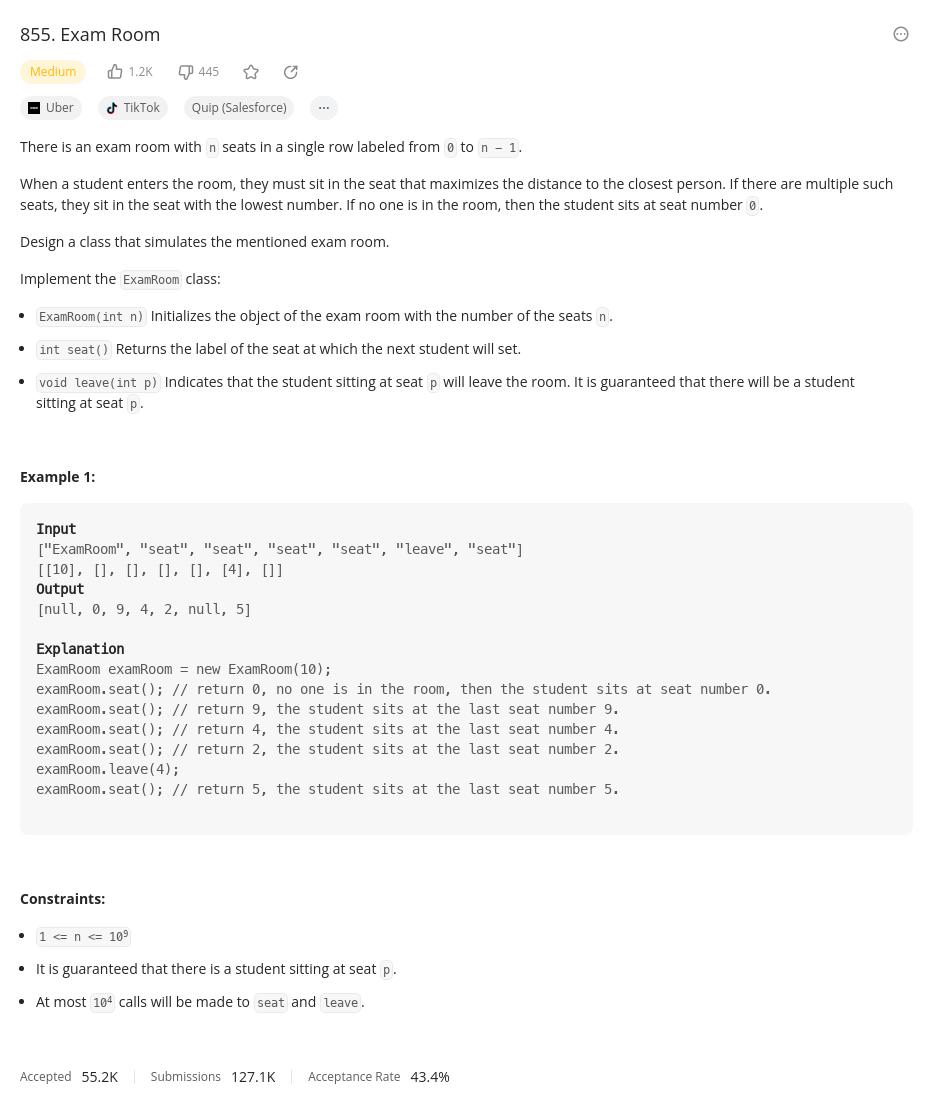 855. Exam Room
Medium
1.2K
445
Uber
TikTok
Quip (Salesforce)
...
There is an exam room with n seats in a single row labeled from 0 to n - 1.
When a student enters the room, they must sit in the seat that maximizes the distance to the closest person. If there are multiple such
seats, they sit in the seat with the lowest number. If no one is in the room, then the student sits at seat number 0.
Design a class that simulates the mentioned exam room.
Implement the ExamRoom class:
• ExamRoom(int n) Initializes the object of the exam room with the number of the seats n.
• int seat() Returns the label of the seat at which the next student will set.
• void leave(int p) Indicates that the student sitting at seat p will leave the room. It is guaranteed that there will be a student
sitting at seat p.
Example 1:
Input
["ExamRoom", "seat", "seat", "seat", "seat", "leave", "seat"]
[[10], [], [], [], [], [4], []]
Output
[null, 0, 9, 4, 2, null, 5]
Explanation
ExamRoom examRoom = new ExamRoom(10);
examRoom.seat(); // return 0, no one is in the room, then the student sits at seat number 0.
examRoom.seat(); // return 9, the student sits at the last seat number 9.
examRoom.seat(); // return 4, the student sits at the last seat number 4.
examRoom.seat(); // return 2, the student sits at the last seat number 2.
examRoom.leave(4);
examRoom.seat(); // return 5, the student sits at the last seat number 5.
Constraints:
• 1 <= n <= 10⁹
• It is guaranteed that there is a student sitting at seat p.
• At most 10⁴ calls will be made to seat and leave.
Accepted 55.2K Submissions 127.1K Acceptance Rate 43.4%